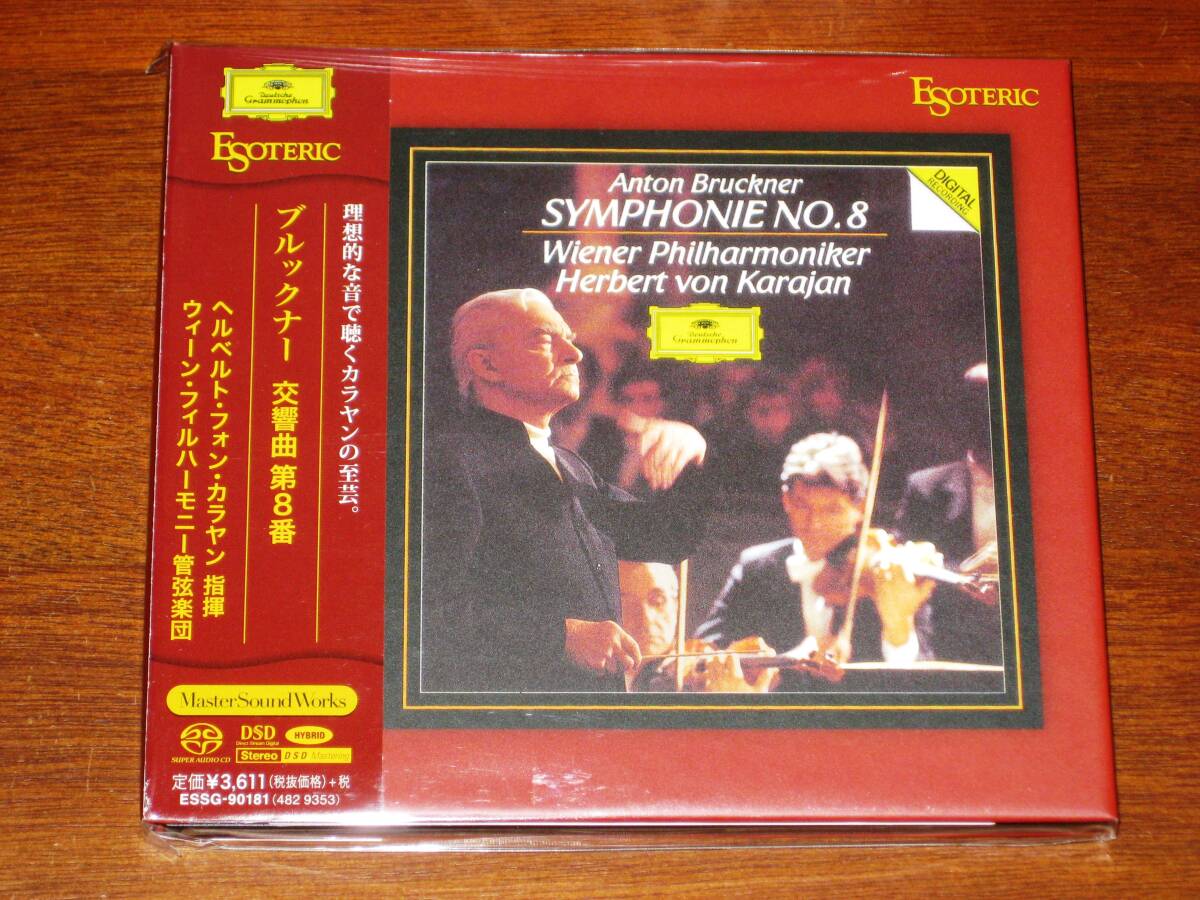 Deutsche
Grammophon
ESOTERIC
理想的な音で聴くカラヤンの至芸。
ブルックナー 交響曲 第8番
ヘルベルト・フォン・カラヤン 指揮
ウィーン・フィルハーモニー管弦楽団
MasterSoundWorks
SUPER AUDIO CD
DSD
Direct Stream Digital
HYBRID
Stereo DSD Mastering
定価¥3,611(税抜価格)+税
ESSG-90181(482 9353)
ESOTERIC
DIGITAL
RECORDING
Anton Bruckner
SYMPHONIE NO.8
Wiener Philharmoniker
Herbert von Karajan
Deutsche
Grammophon